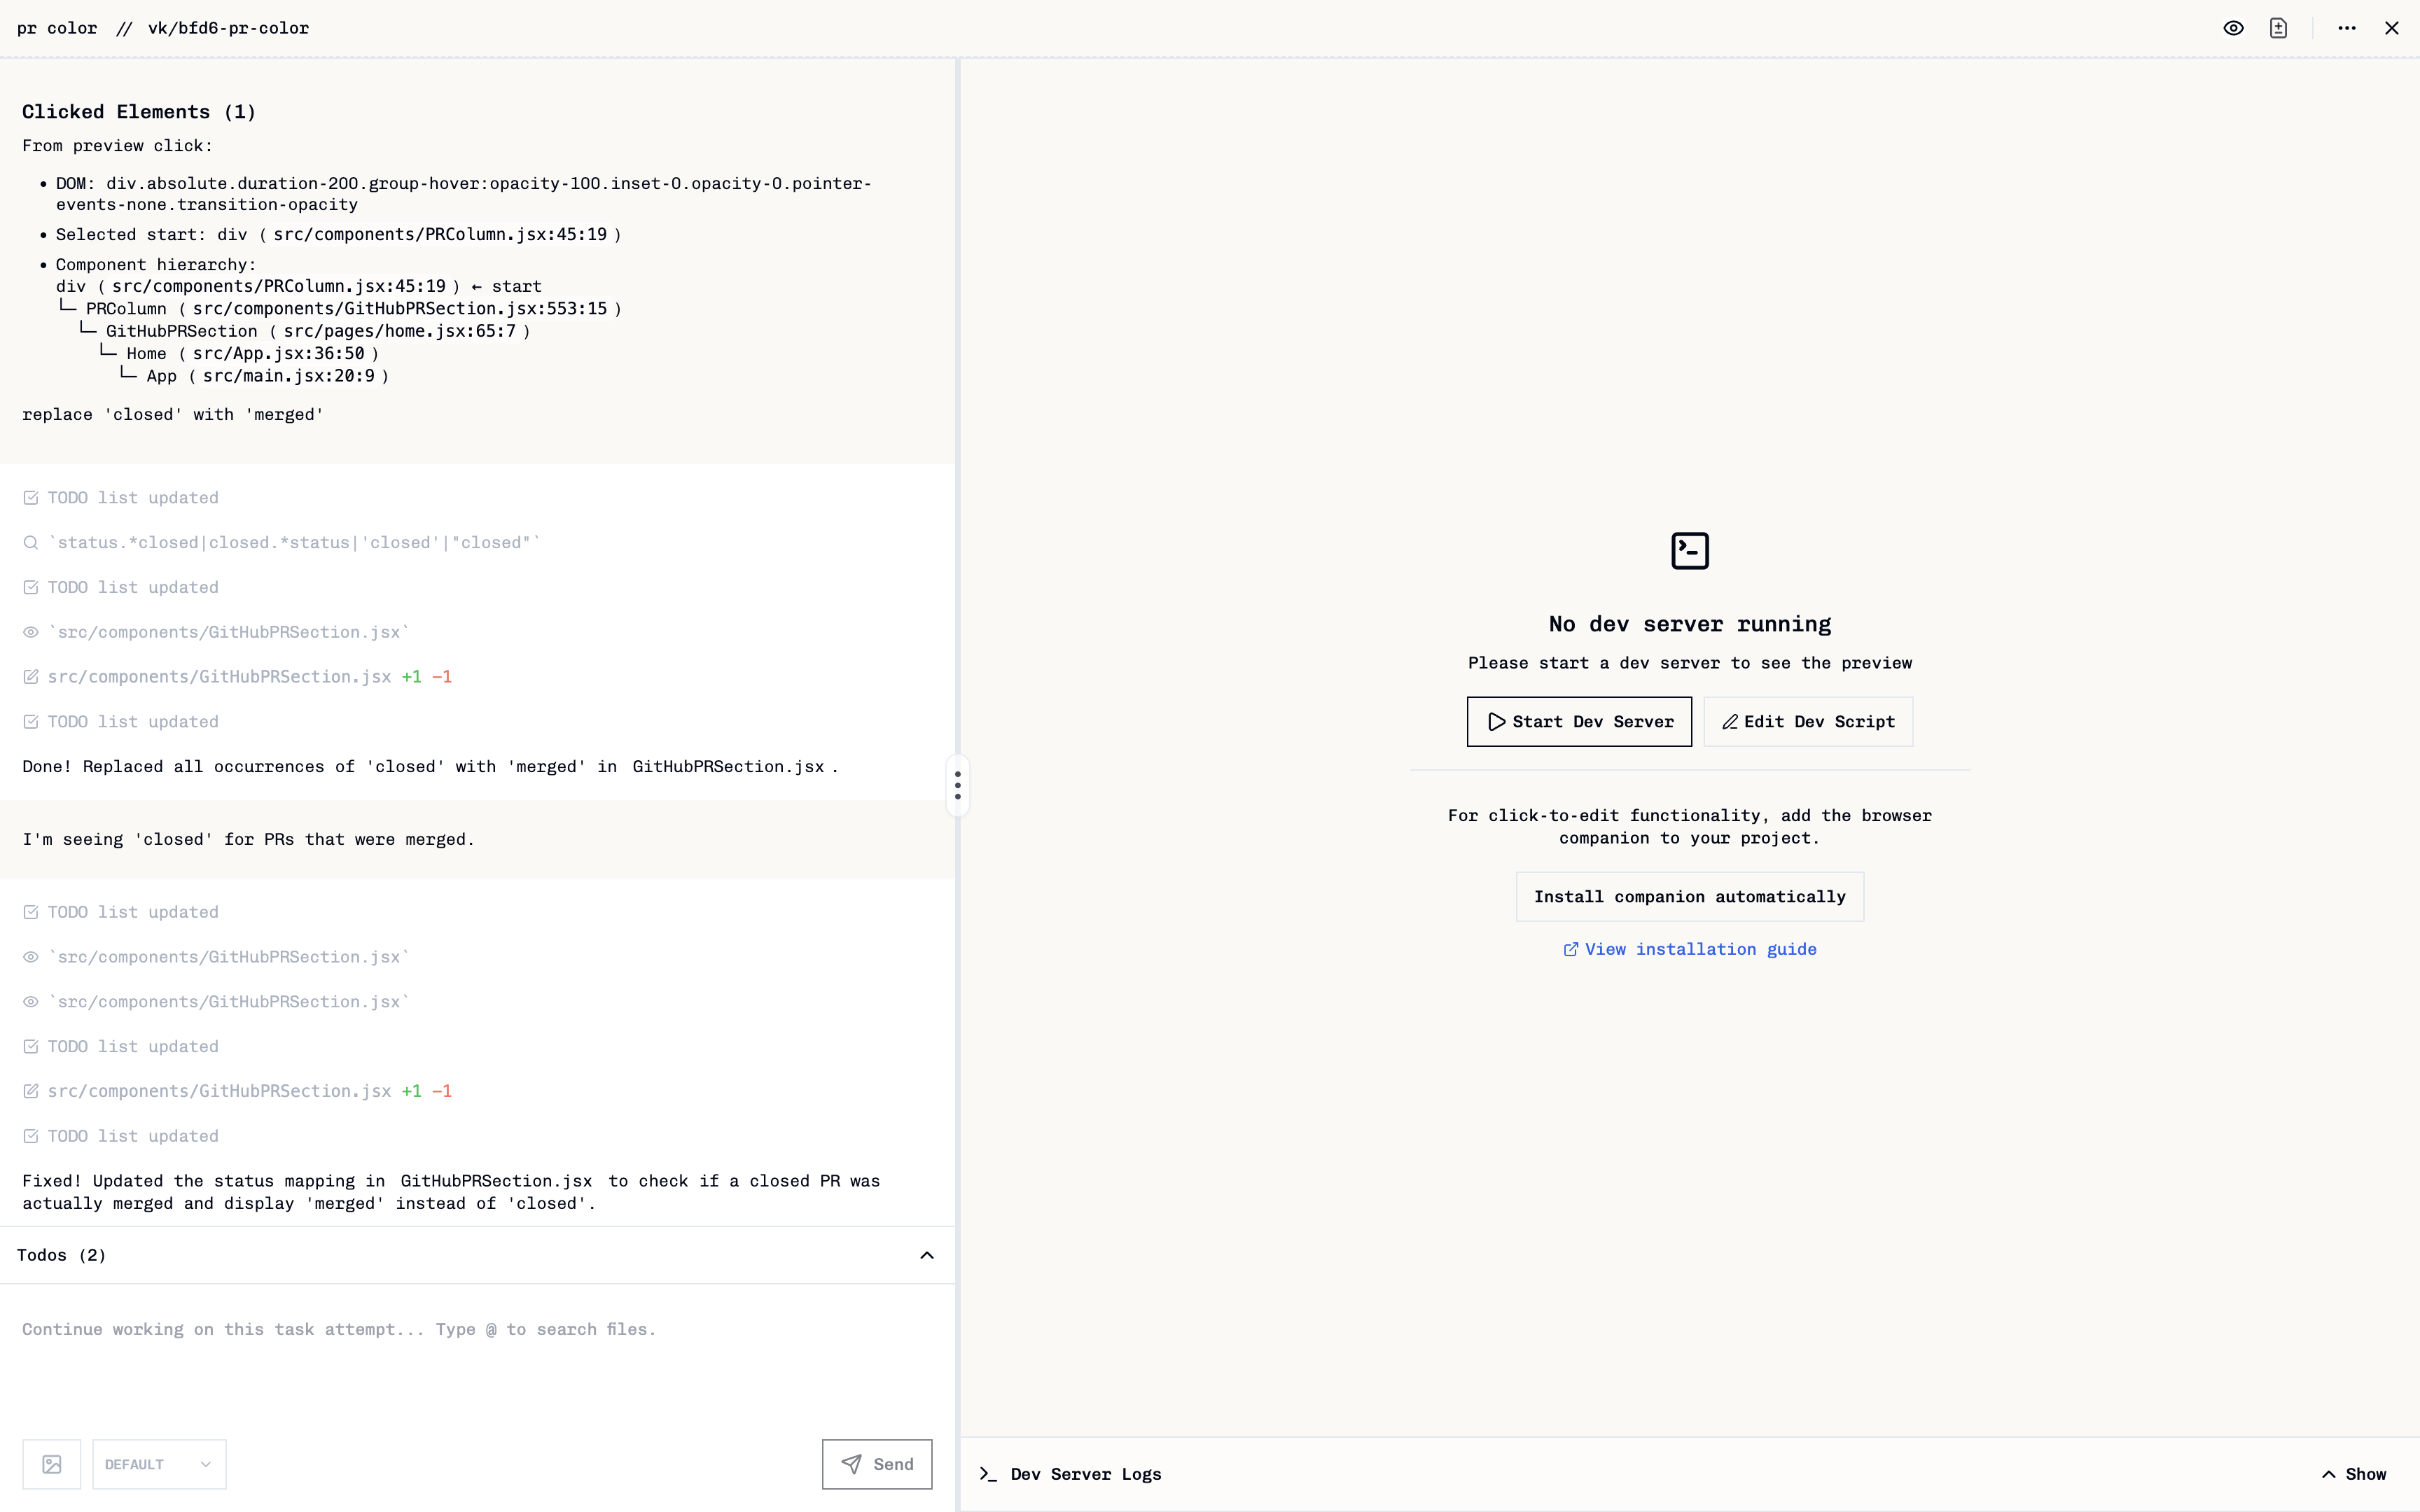 pr color // vk/bfd6-pr-color
Clicked Elements (1)
From preview click:
• DOM: div.absolute.duration-200.group-hover:opacity-100.inset-0.opacity-0.pointer-
events-none.transition-opacity
• Selected start: div ( src/components/PRColumn.jsx:45:19 )
• Component hierarchy:
div ( src/components/PRColumn.jsx:45:19 ) ← start
└─ PRColumn ( src/components/GitHubPRSection.jsx:553:15 )
└─ GitHubPRSection ( src/pages/home.jsx:65:7 )
└─ Home ( src/App.jsx:36:50 )
└─ App ( src/main.jsx:20:9 )
replace 'closed' with 'merged'
TODO list updated
`status.*closed|closed.*status|'closed'|"closed"`
TODO list updated
`src/components/GitHubPRSection.jsx`
src/components/GitHubPRSection.jsx +1 -1
TODO list updated
Done! Replaced all occurrences of 'closed' with 'merged' in GitHubPRSection.jsx .
I'm seeing 'closed' for PRs that were merged.
TODO list updated
`src/components/GitHubPRSection.jsx`
`src/components/GitHubPRSection.jsx`
TODO list updated
src/components/GitHubPRSection.jsx +1 -1
TODO list updated
Fixed! Updated the status mapping in GitHubPRSection.jsx to check if a closed PR was
actually merged and display 'merged' instead of 'closed'.
Todos (2)
Continue working on this task attempt... Type @ to search files.
DEFAULT
Send
No dev server running
Please start a dev server to see the preview
Start Dev Server
Edit Dev Script
For click-to-edit functionality, add the browser
companion to your project.
Install companion automatically
View installation guide
Dev Server Logs
Show